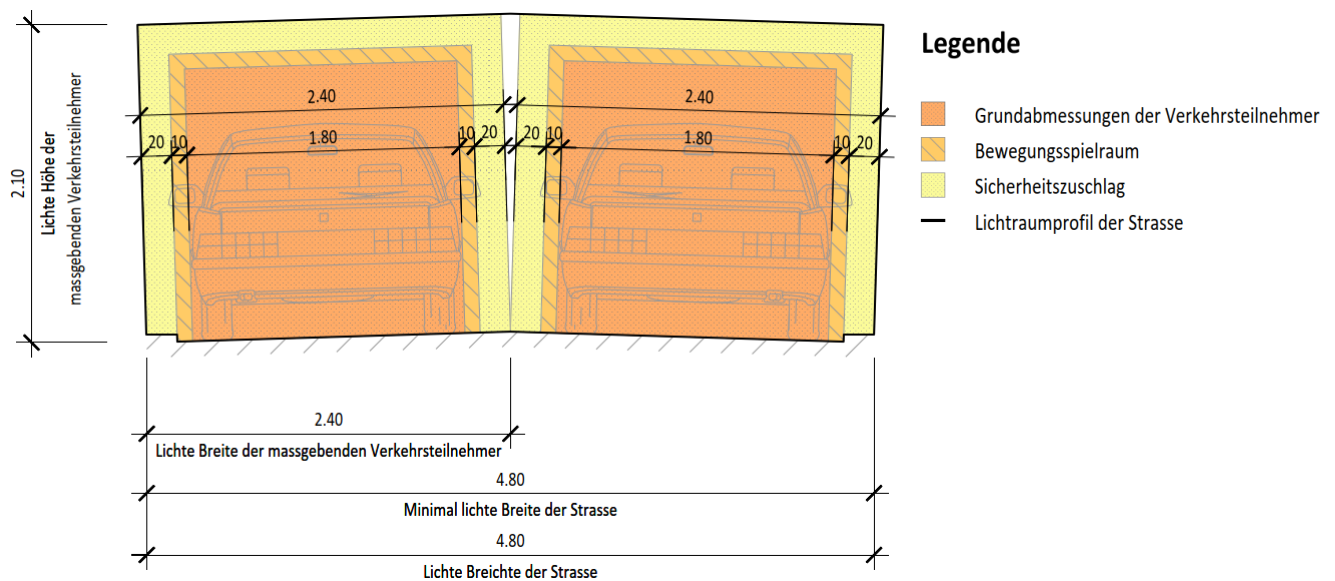 2.10
Lichte Höhe der
massgebenden Verkehrsteilnehmer
2.40
2.40
20
10
1.80
10
20
20
10
1.80
10
20
2.40
Lichte Breite der massgebenden Verkehrsteilnehmer
4.80
Minimal lichte Breite der Strasse
4.80
Lichte Breichte der Strasse
Legende
Grundabmessungen der Verkehrsteilnehmer
Bewegungsspielraum
Sicherheitszuschlag
Lichtraumprofil der Strasse